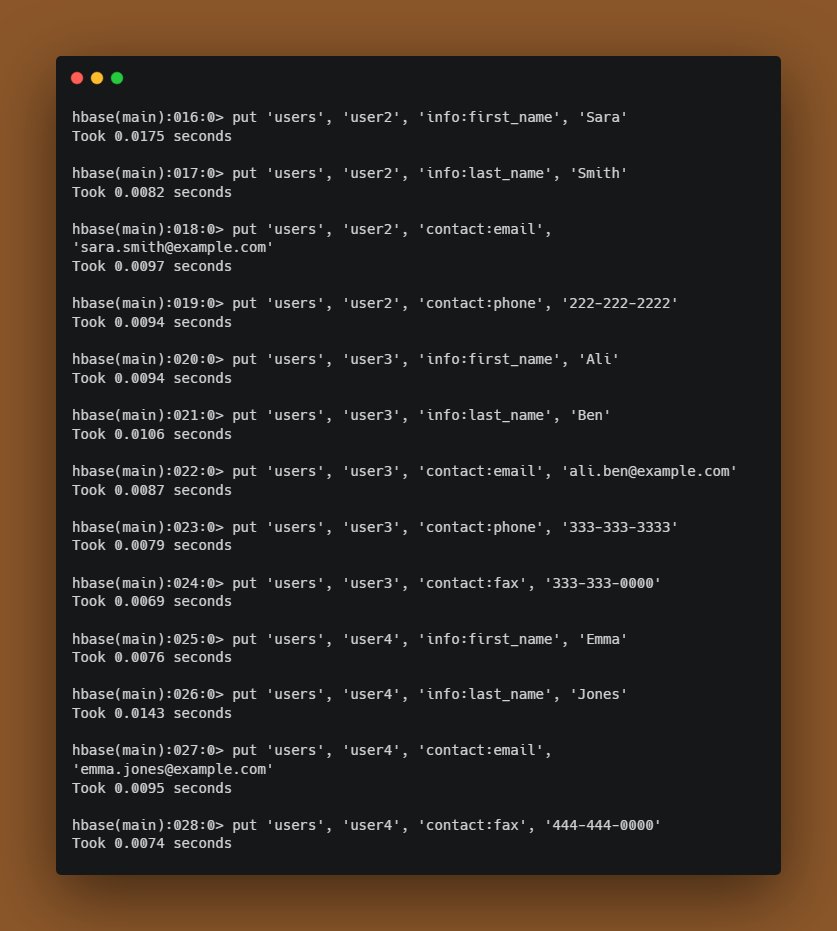 hbase(main):016:0> put 'users', 'user2', 'info:first_name', 'Sara'
Took 0.0175 seconds
hbase(main):017:0> put 'users', 'user2', 'info:last_name', 'Smith'
Took 0.0082 seconds
hbase(main):018:0> put 'users', 'user2', 'contact:email',
'sara.smith@example.com'
Took 0.0097 seconds
hbase(main):019:0> put 'users', 'user2', 'contact:phone', '222-222-2222'
Took 0.0094 seconds
hbase(main):020:0> put 'users', 'user3', 'info:first_name', 'Ali'
Took 0.0094 seconds
hbase(main):021:0> put 'users', 'user3', 'info:last_name', 'Ben'
Took 0.0106 seconds
hbase(main):022:0> put 'users', 'user3', 'contact:email', 'ali.ben@example.com'
Took 0.0087 seconds
hbase(main):023:0> put 'users', 'user3', 'contact:phone', '333-333-3333'
Took 0.0079 seconds
hbase(main):024:0> put 'users', 'user3', 'contact:fax', '333-333-0000'
Took 0.0069 seconds
hbase(main):025:0> put 'users', 'user4', 'info:first_name', 'Emma'
Took 0.0076 seconds
hbase(main):026:0> put 'users', 'user4', 'info:last_name', 'Jones'
Took 0.0143 seconds
hbase(main):027:0> put 'users', 'user4', 'contact:email',
'emma.jones@example.com'
Took 0.0095 seconds
hbase(main):028:0> put 'users', 'user4', 'contact:fax', '444-444-0000'
Took 0.0074 seconds